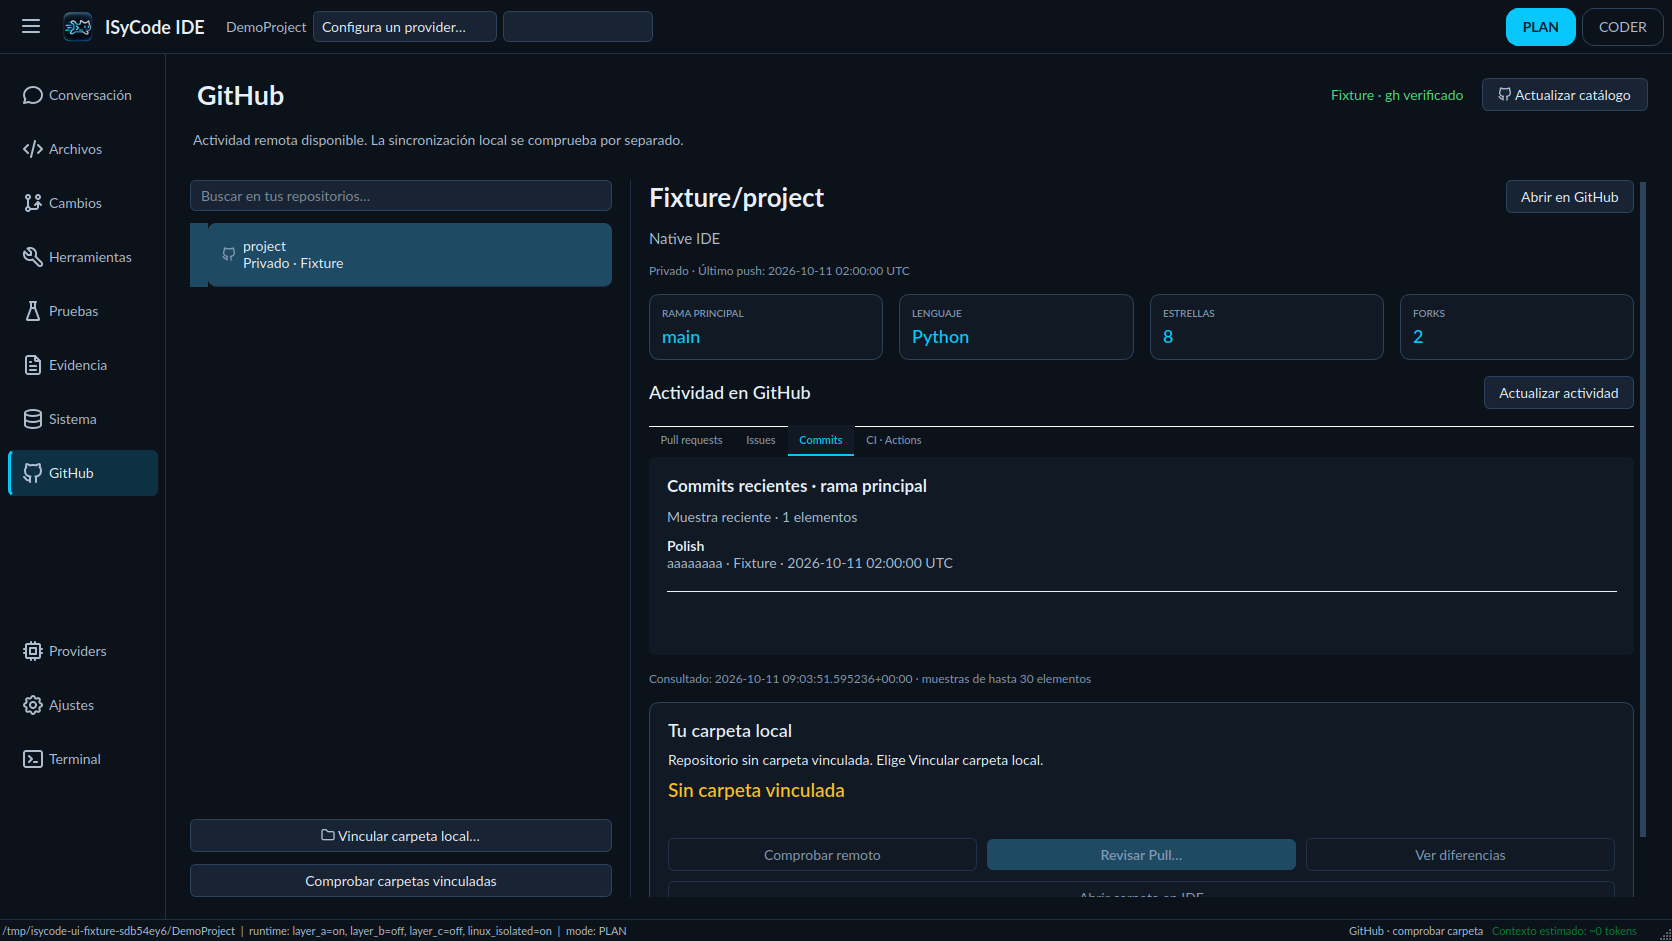 ISyCode IDE
DemoProject
Configura un provider...
PLAN
CODER
Conversación
Archivos
Cambios
Herramientas
Pruebas
Evidencia
Sistema
GitHub
Providers
Ajustes
Terminal
GitHub
Fixture · gh verificado
Actualizar catálogo
Actividad remota disponible. La sincronización local se comprueba por separado.
Buscar en tus repositorios...
project
Privado · Fixture
Vincular carpeta local...
Comprobar carpetas vinculadas
Fixture/project
Abrir en GitHub
Native IDE
Privado · Último push: 2026-10-11 02:00:00 UTC
RAMA PRINCIPAL
main
LENGUAJE
Python
ESTRELLAS
8
FORKS
2
Actividad en GitHub
Actualizar actividad
Pull requests
Issues
Commits
CI · Actions
Commits recientes · rama principal
Muestra reciente · 1 elementos
Polish
aaaaaaaa · Fixture · 2026-10-11 02:00:00 UTC
Consultado: 2026-10-11 09:03:51.595236+00:00 · muestras de hasta 30 elementos
Tu carpeta local
Repositorio sin carpeta vinculada. Elige Vincular carpeta local.
Sin carpeta vinculada
Comprobar remoto
Revisar Pull...
Ver diferencias
Abrir carpeta en IDE
/tmp/isycode-ui-fixture-sdb54ey6/DemoProject | runtime: layer_a=on, layer_b=off, layer_c=off, linux_isolated=on | mode: PLAN
GitHub · comprobar carpeta
Contexto estimado: ~0 tokens